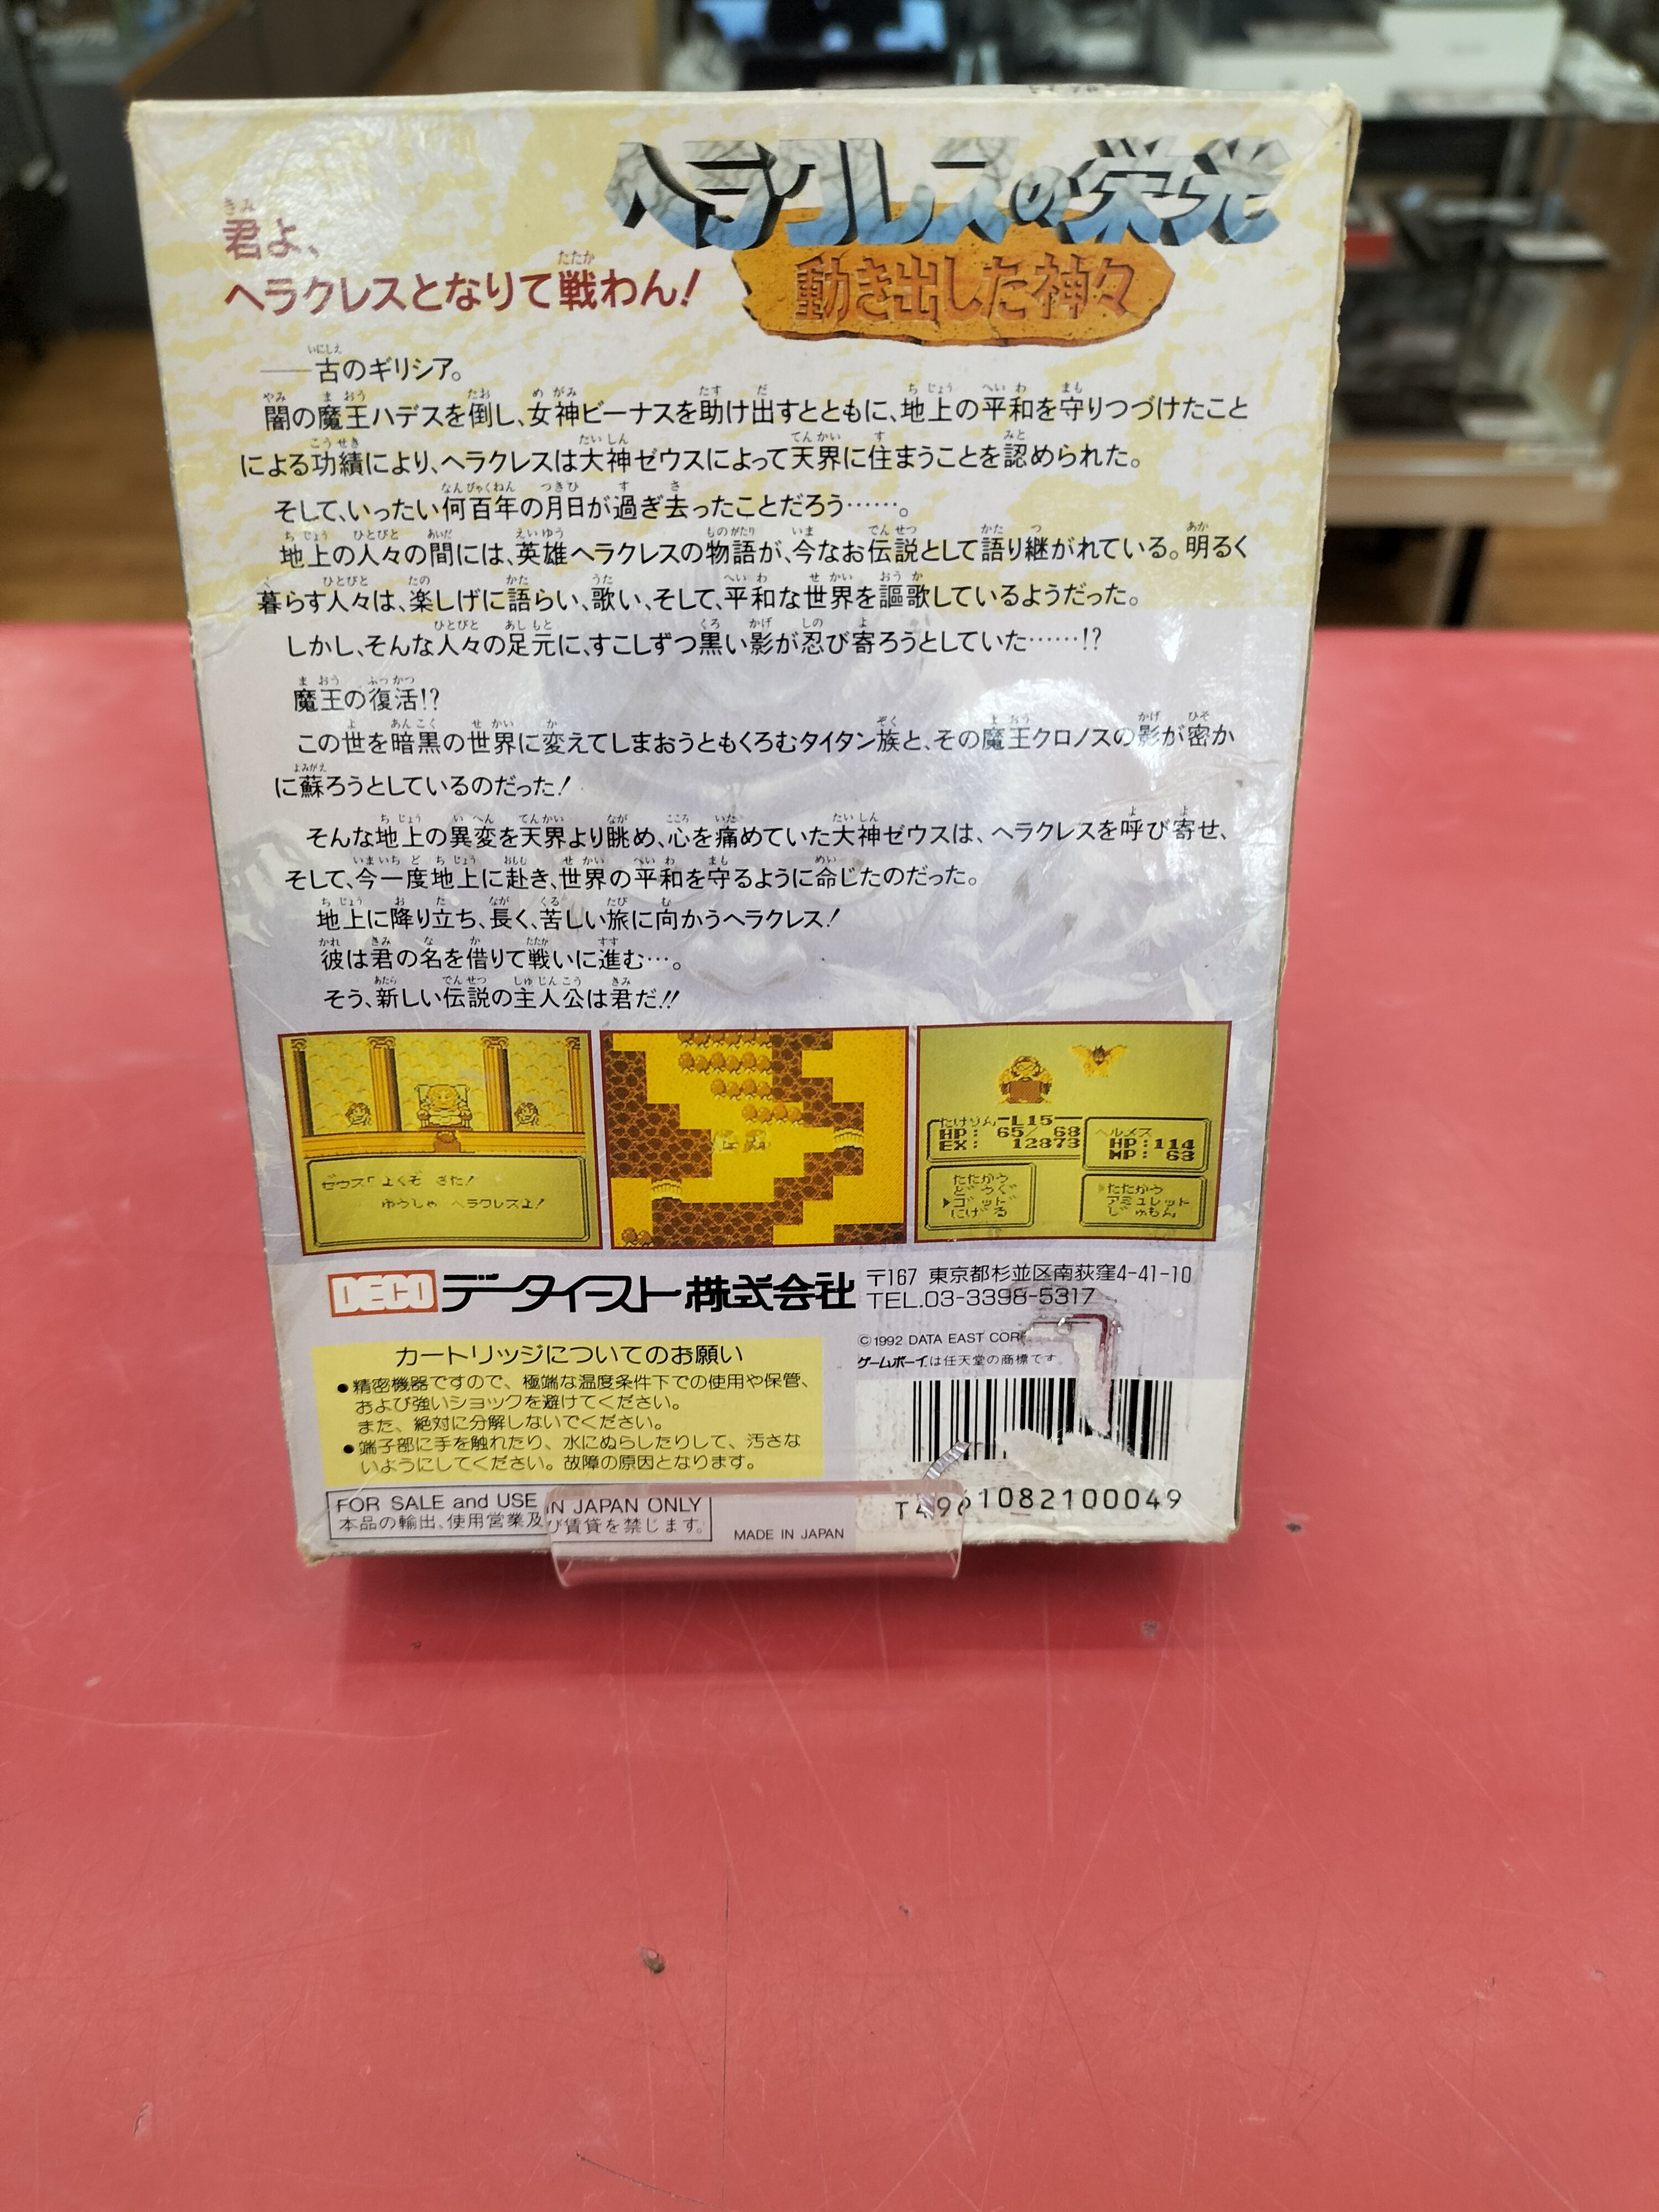 ヘラクレスの栄光
動き出した神々
君よ、
ヘラクレスとなりて戦わん!
——古のギリシア。
闇の魔王ハデスを倒し、女神ビーナスを助け出すとともに、地上の平和を守りつづけたこと
による功績により、ヘラクレスは大神ゼウスによって天界に住まうことを認められた。
そして、いったい何百年の月日が過ぎ去ったことだろう……。
地上の人々の間には、英雄ヘラクレスの物語が、今なお伝説として語り継がれている。明るく
暮らす人々は、楽しげに語らい、歌い、そして、平和な世界を謳歌しているようだった。
しかし、そんな人々の足元に、すこしずつ黒い影が忍び寄ろうとしていた……!?
魔王の復活!?
この世を暗黒の世界に変えてしまおうともくろむタイタン族と、その魔王クロノスの影が密か
に蘇ろうとしているのだった!
そんな地上の異変を天界より眺め、心を痛めていた大神ゼウスは、ヘラクレスを呼び寄せ、
そして、今一度地上に赴き、世界の平和を守るように命じたのだった。
地上に降り立ち、長く、苦しい旅に向かうヘラクレス!
彼は君の名を借りて戦いに進む…。
そう、新しい伝説の主人公は君だ!!
ゼウス「よくぞ きた!
ゆうしゃ ヘラクレスよ!
たけりん L15
HP: 65/ 68
EX: 12873
ヘルメス
HP:114
MP: 63
たたかう
どうぐ
▶ゴッド
にげる
▶たたかう
アミュレット
じゅもん
DECO データイースト株式会社
〒167 東京都杉並区南荻窪4-41-10
TEL.03-3398-5317
©1992 DATA EAST
ゲームボーイは任天堂の商標です
カートリッジについてのお願い
●精密機器ですので、極端な温度条件下での使用や保管、
および強いショックを避けてください。
また、絶対に分解しないでください。
●端子部に手を触れたり、水にぬらしたりして、汚さな
いようにしてください。故障の原因となります。
FOR SALE and USE IN JAPAN ONLY
本品の輸出、使用営業及び賃貸を禁じます。
MADE IN JAPAN
T4961082100049